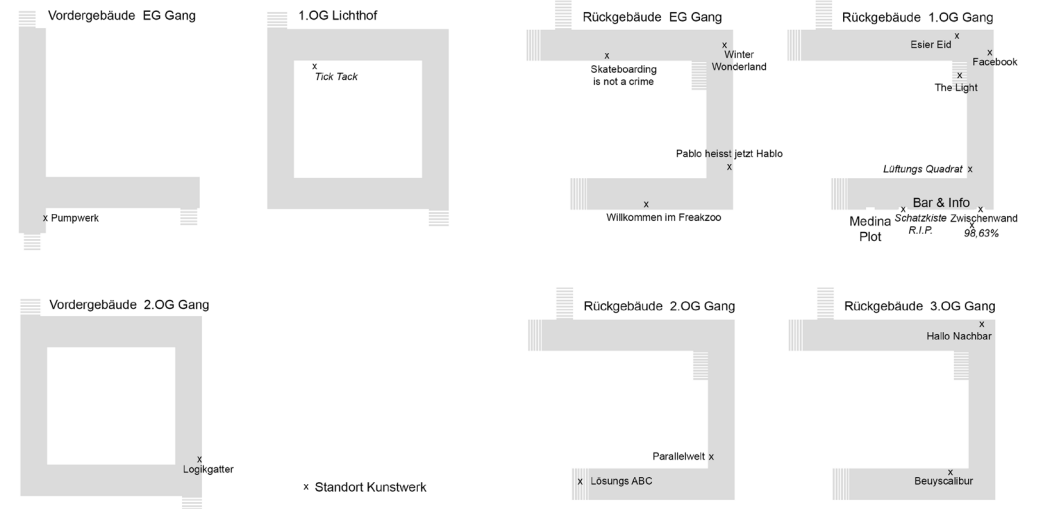 Vordergebäude EG Gang
x Pumpwerk
1.OG Lichthof
x
Tick Tack
Rückgebäude EG Gang
x
Winter
Wonderland
x
Skateboarding
is not a crime
Pablo heisst jetzt Hablo
x
x
Willkommen im Freakzoo
Rückgebäude 1.OG Gang
x
Esier Eid
x
Facebook
x
The Light
Lüftungs Quadrat x
Bar & Info
x
Schatzkiste
R.I.P.
x
Zwischenwand
x
98,63%
Medina
Plot
Vordergebäude 2.OG Gang
x
Logikgatter
x Standort Kunstwerk
Rückgebäude 2.OG Gang
Parallelwelt x
x Lösungs ABC
Rückgebäude 3.OG Gang
x
Hallo Nachbar
x
Beuyscalibur